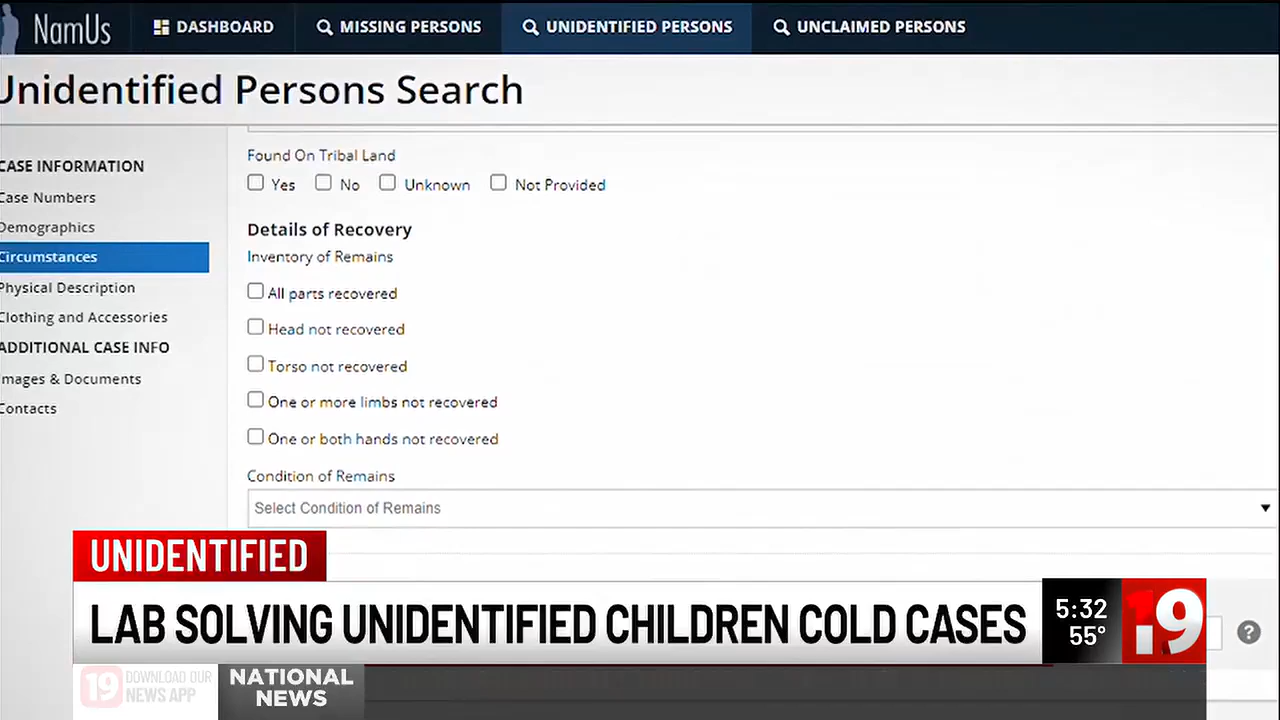 NamUs
DASHBOARD
MISSING PERSONS
UNIDENTIFIED PERSONS
UNCLAIMED PERSONS
Unidentified Persons Search
CASE INFORMATION
Case Numbers
Demographics
Circumstances
Physical Description
Clothing and Accessories
ADDITIONAL CASE INFO
Images & Documents
Contacts
Found On Tribal Land
Yes No Unknown Not Provided
Details of Recovery
Inventory of Remains
All parts recovered
Head not recovered
Torso not recovered
One or more limbs not recovered
One or both hands not recovered
Condition of Remains
Select Condition of Remains
UNIDENTIFIED
LAB SOLVING UNIDENTIFIED CHILDREN COLD CASES
5:32
55°
19
?
19
DOWNLOAD OUR
NEWS APP
NATIONAL
NEWS